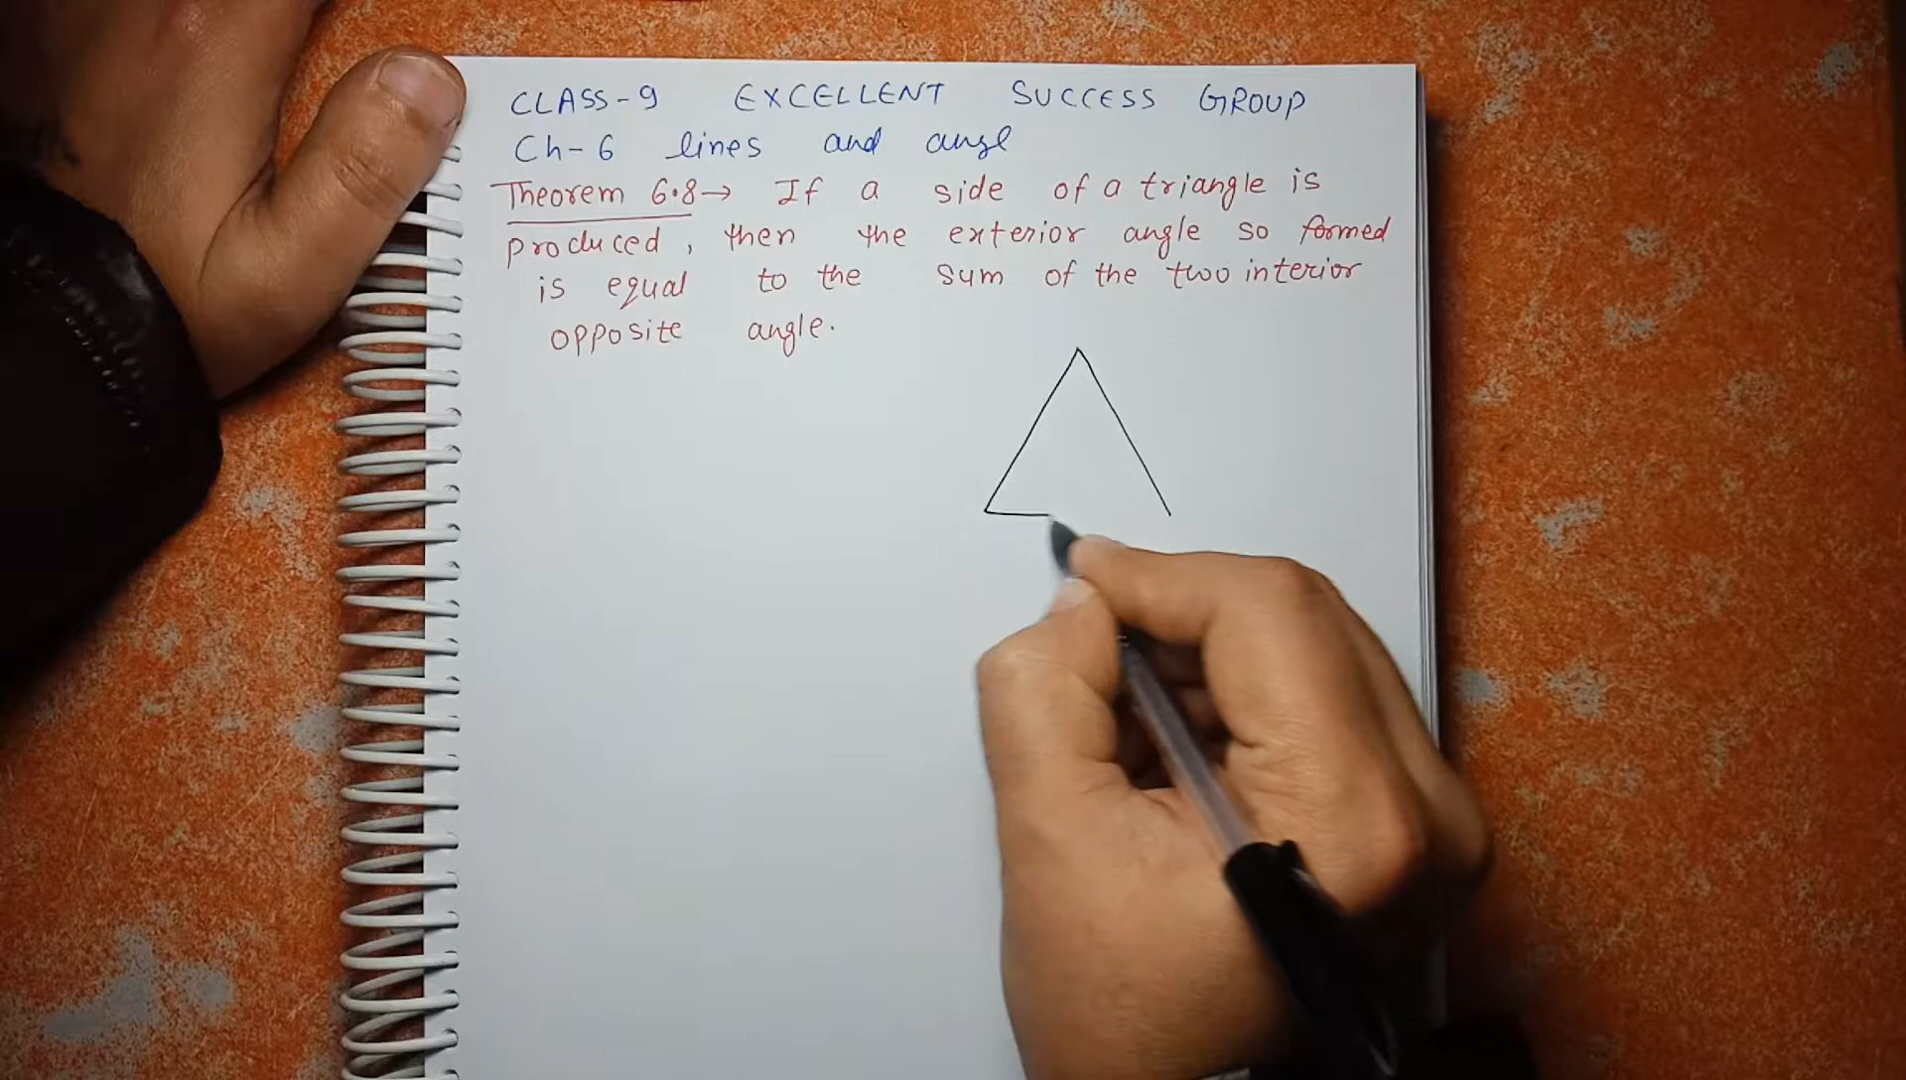 CLASS-9 EXCELLENT SUCCESS GROUP
Ch-6 lines and angl
Theorem 6.8→ If a side of a triangle is
produced, then the exterior angle so formed
is equal to the sum of the two interior
opposite angle.